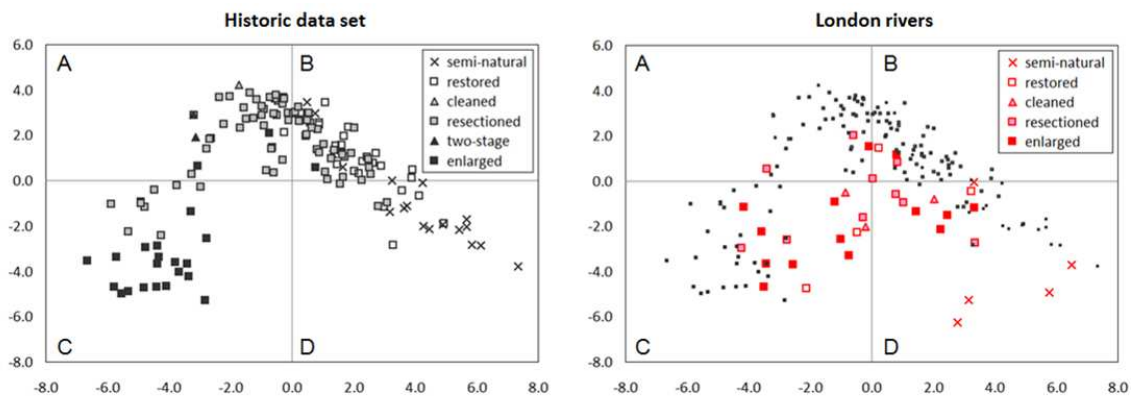 Historic data set
6.0
4.0
2.0
0.0
-2.0
-4.0
-6.0
-8.0
-8.0 -6.0 -4.0 -2.0 0.0 2.0 4.0 6.0 8.0
A
B
C
D
semi-natural
restored
cleaned
resectioned
two-stage
enlarged
London rivers
6.0
4.0
2.0
0.0
-2.0
-4.0
-6.0
-8.0
-8.0 -6.0 -4.0 -2.0 0.0 2.0 4.0 6.0 8.0
A
B
C
D
semi-natural
restored
cleaned
resectioned
enlarged